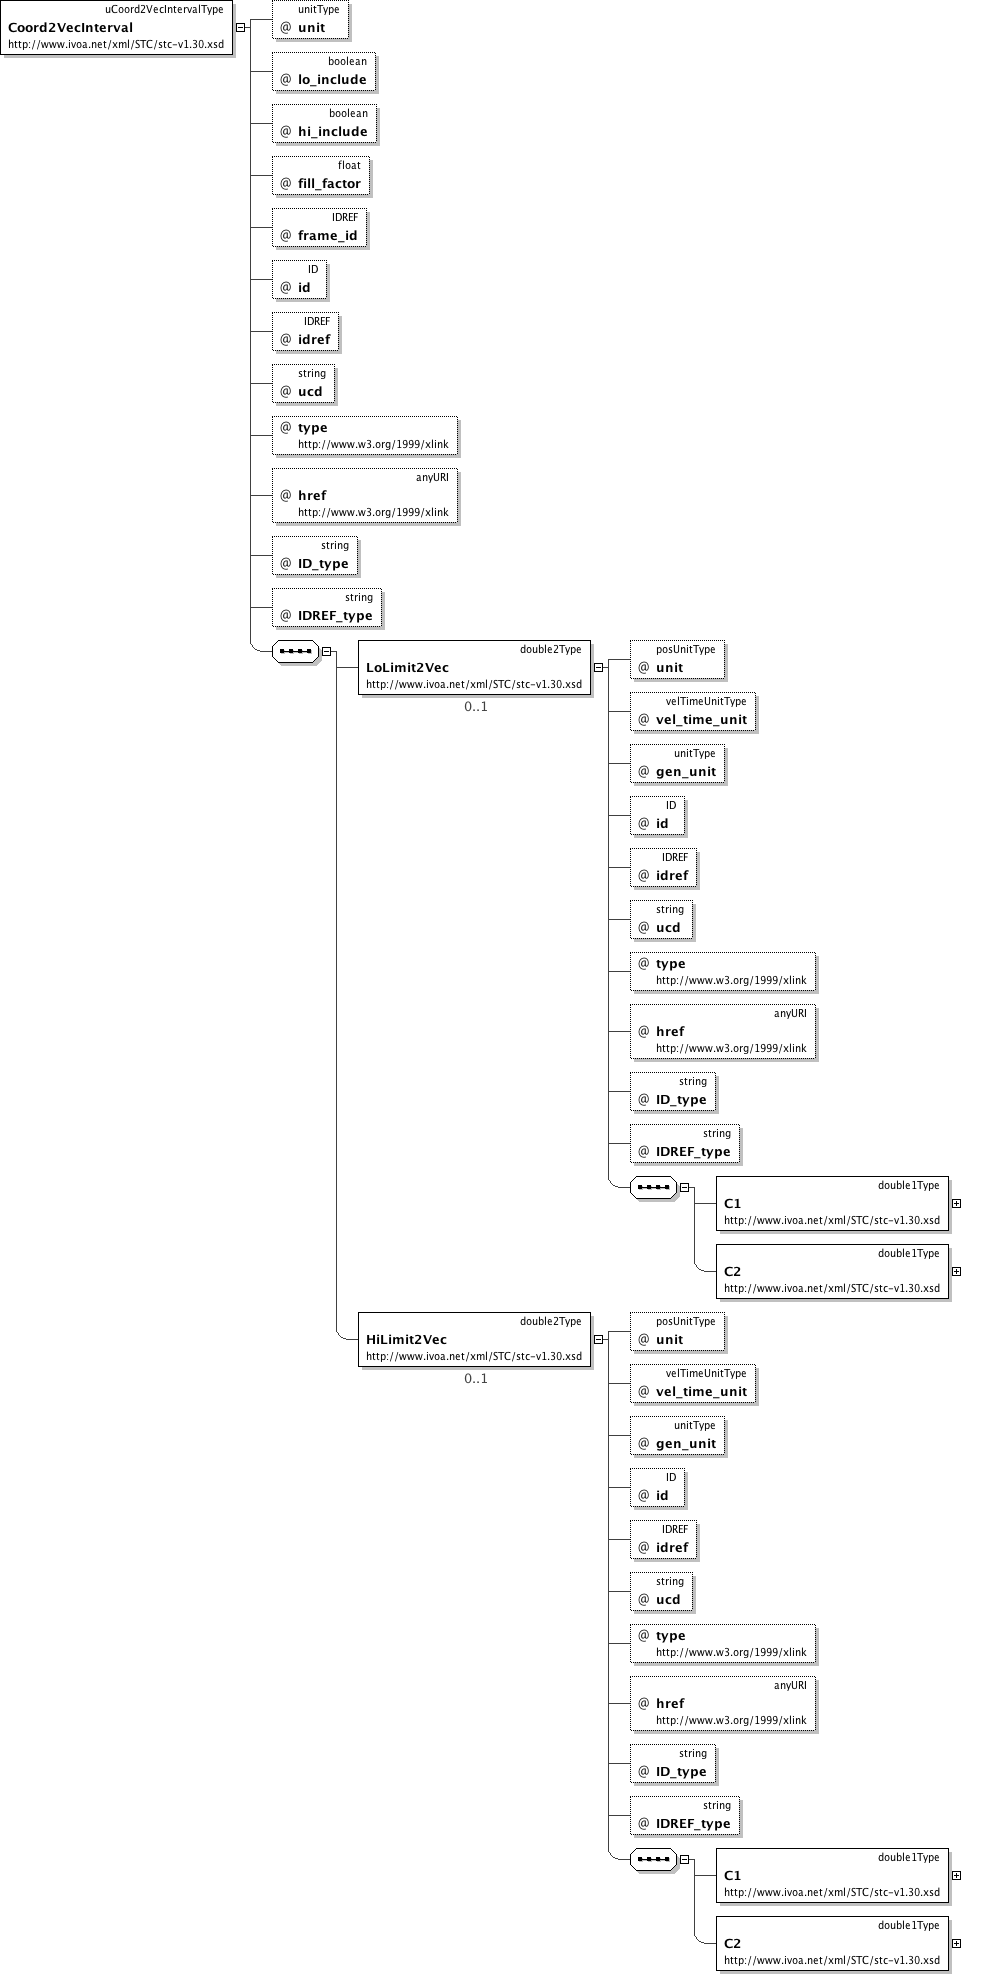 uCoord2VecIntervalType
Coord2VecInterval
http://www.ivoa.net/xml/STC/stc-v1.30.xsd
unitType
@ unit
boolean
@ lo_include
boolean
@ hi_include
float
@ fill_factor
IDREF
@ frame_id
ID
@ id
IDREF
@ idref
string
@ ucd
@ type
http://www.w3.org/1999/xlink
anyURI
@ href
http://www.w3.org/1999/xlink
string
@ ID_type
string
@ IDREF_type
double2Type
LoLimit2Vec
http://www.ivoa.net/xml/STC/stc-v1.30.xsd
0..1
posUnitType
@ unit
velTimeUnitType
@ vel_time_unit
unitType
@ gen_unit
ID
@ id
IDREF
@ idref
string
@ ucd
@ type
http://www.w3.org/1999/xlink
anyURI
@ href
http://www.w3.org/1999/xlink
string
@ ID_type
string
@ IDREF_type
double1Type
C1
http://www.ivoa.net/xml/STC/stc-v1.30.xsd
double1Type
C2
http://www.ivoa.net/xml/STC/stc-v1.30.xsd
double2Type
HiLimit2Vec
http://www.ivoa.net/xml/STC/stc-v1.30.xsd
0..1
posUnitType
@ unit
velTimeUnitType
@ vel_time_unit
unitType
@ gen_unit
ID
@ id
IDREF
@ idref
string
@ ucd
@ type
http://www.w3.org/1999/xlink
anyURI
@ href
http://www.w3.org/1999/xlink
string
@ ID_type
string
@ IDREF_type
double1Type
C1
http://www.ivoa.net/xml/STC/stc-v1.30.xsd
double1Type
C2
http://www.ivoa.net/xml/STC/stc-v1.30.xsd